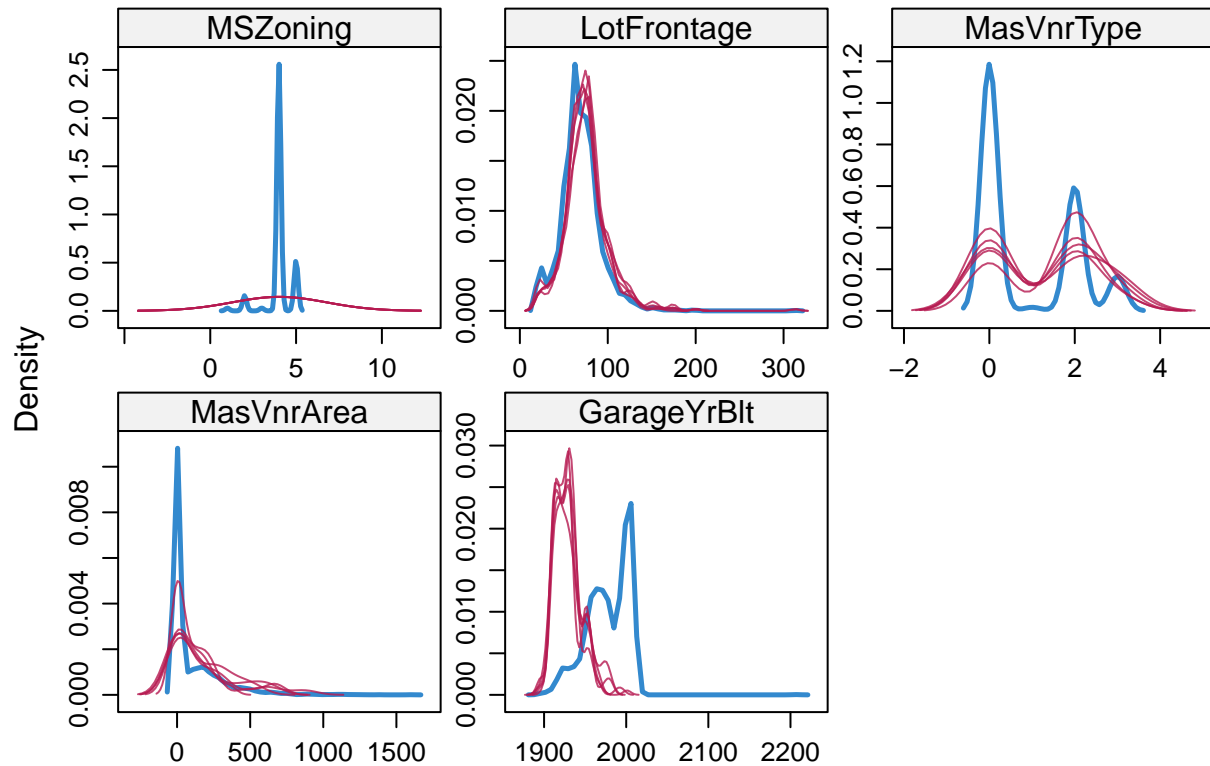 MSZoning
0.0 0.5 1.0 1.5 2.0 2.5
0 5 10
LotFrontage
0.000 0.010 0.020
0 100 200 300
MasVnrType
0.0 0.2 0.4 0.6 0.8 1.0 1.2
−2 0 2 4
Density
MasVnrArea
0.000 0.004 0.008
0 500 1000 1500
GarageYrBlt
0.000 0.010 0.020 0.030
1900 2000 2100 2200